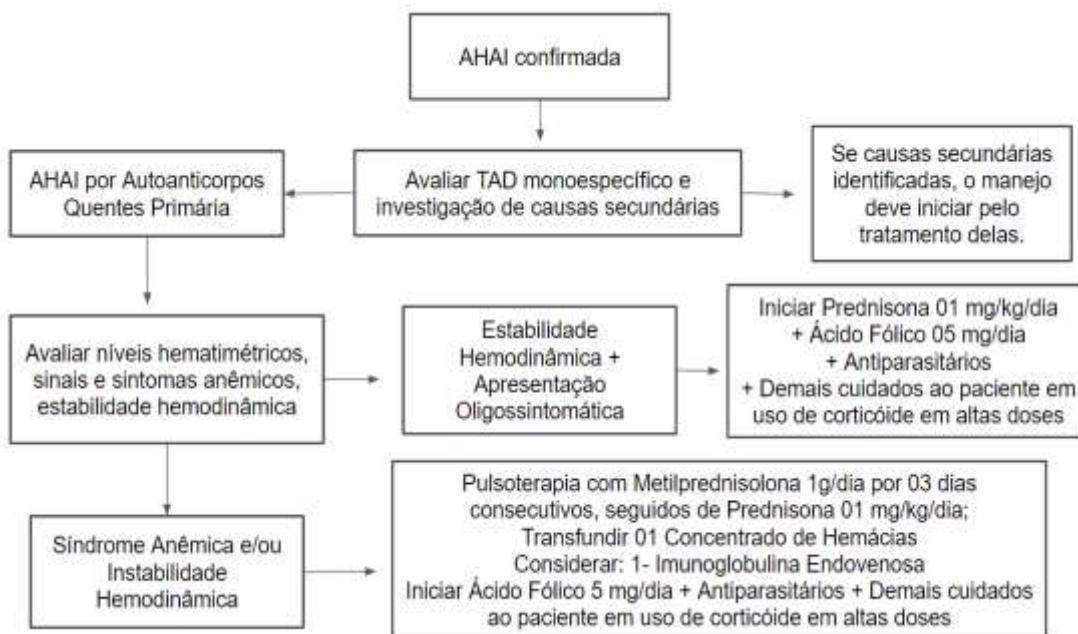 AHAI confirmada
AHAI por Autoanticorpos
Quentes Primária
Avaliar TAD monoespecífico e
investigação de causas secundárias
Se causas secundárias
identificadas, o manejo
deve iniciar pelo
tratamento delas.
Avaliar níveis hematimétricos,
sinais e sintomas anêmicos,
estabilidade hemodinâmica
Estabilidade
Hemodinâmica +
Apresentação
Oligossintomática
Iniciar Prednisona 01 mg/kg/dia
+ Ácido Fólico 05 mg/dia
+ Antiparasitários
+ Demais cuidados ao paciente em
uso de corticóide em altas doses
Síndrome Anêmica e/ou
Instabilidade
Hemodinâmica
Pulsoterapia com Metilprednisolona 1g/dia por 03 dias
consecutivos, seguidos de Prednisona 01 mg/kg/dia;
Transfundir 01 Concentrado de Hemácias
Considerar: 1- Imunoglobulina Endovenosa
Iniciar Ácido Fólico 5 mg/dia + Antiparasitários + Demais cuidados
ao paciente em uso de corticóide em altas doses